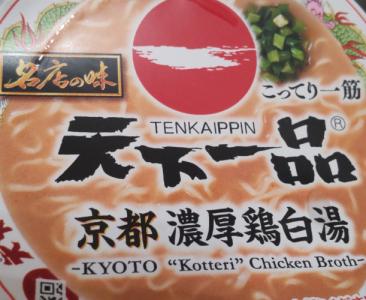 名店の味
こってり一筋
TENKAIPPIN
天下一品®
京都 濃厚鶏白湯
-KYOTO “Kotteri” Chicken Broth-